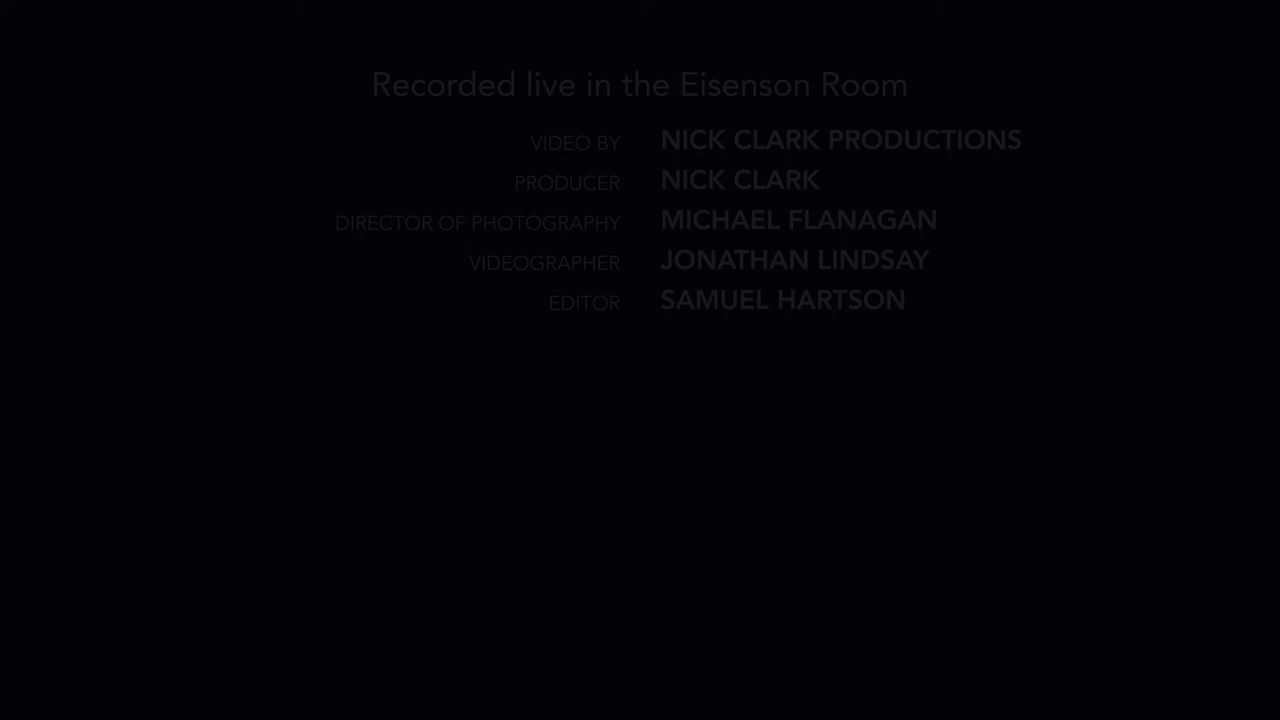 Recorded live in the Eisenson Room
VIDEO BY NICK CLARK PRODUCTIONS
PRODUCER NICK CLARK
DIRECTOR OF PHOTOGRAPHY MICHAEL FLANAGAN
VIDEOGRAPHER JONATHAN LINDSAY
EDITOR SAMUEL HARTSON